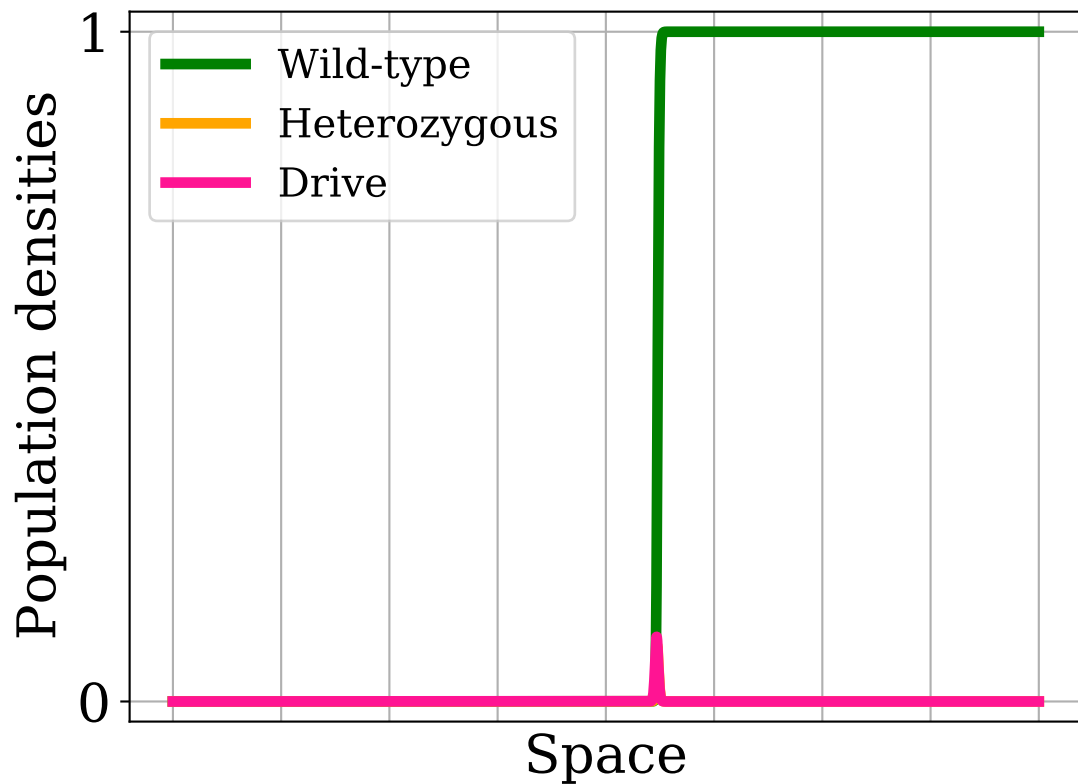 1
Wild-type
Heterozygous
Drive
Population densities
0
Space